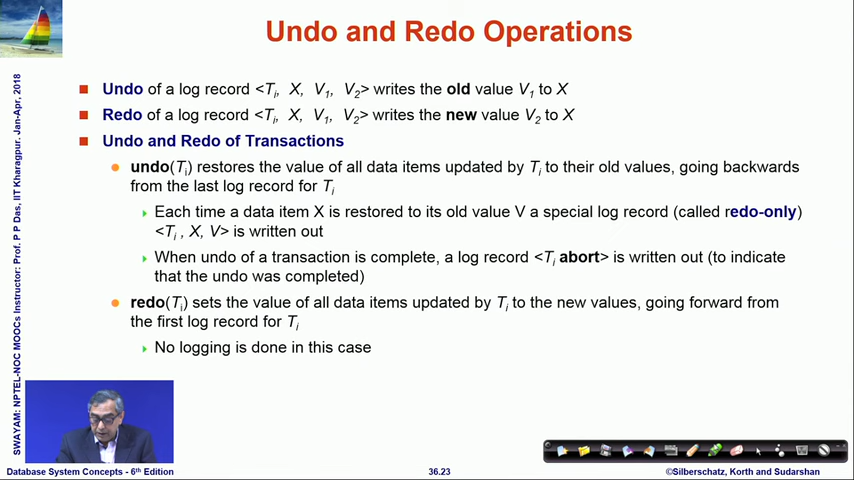 Undo and Redo Operations
Undo of a log record <Ti, X, V1, V2> writes the old value V1 to X
Redo of a log record <Ti, X, V1, V2> writes the new value V2 to X
Undo and Redo of Transactions
undo(Ti) restores the value of all data items updated by Ti to their old values, going backwards
from the last log record for Ti
Each time a data item X is restored to its old value V a special log record (called redo-only)
<Ti , X, V> is written out
When undo of a transaction is complete, a log record <Ti abort> is written out (to indicate
that the undo was completed)
redo(Ti) sets the value of all data items updated by Ti to the new values, going forward from
the first log record for Ti
No logging is done in this case
SWAYAM: NPTEL-NOC MOOCs Instructor: Prof. P P Das, IIT Kharagpur. Jan-Apr, 2018
Database System Concepts - 6th Edition
36.23
©Silberschatz, Korth and Sudarshan